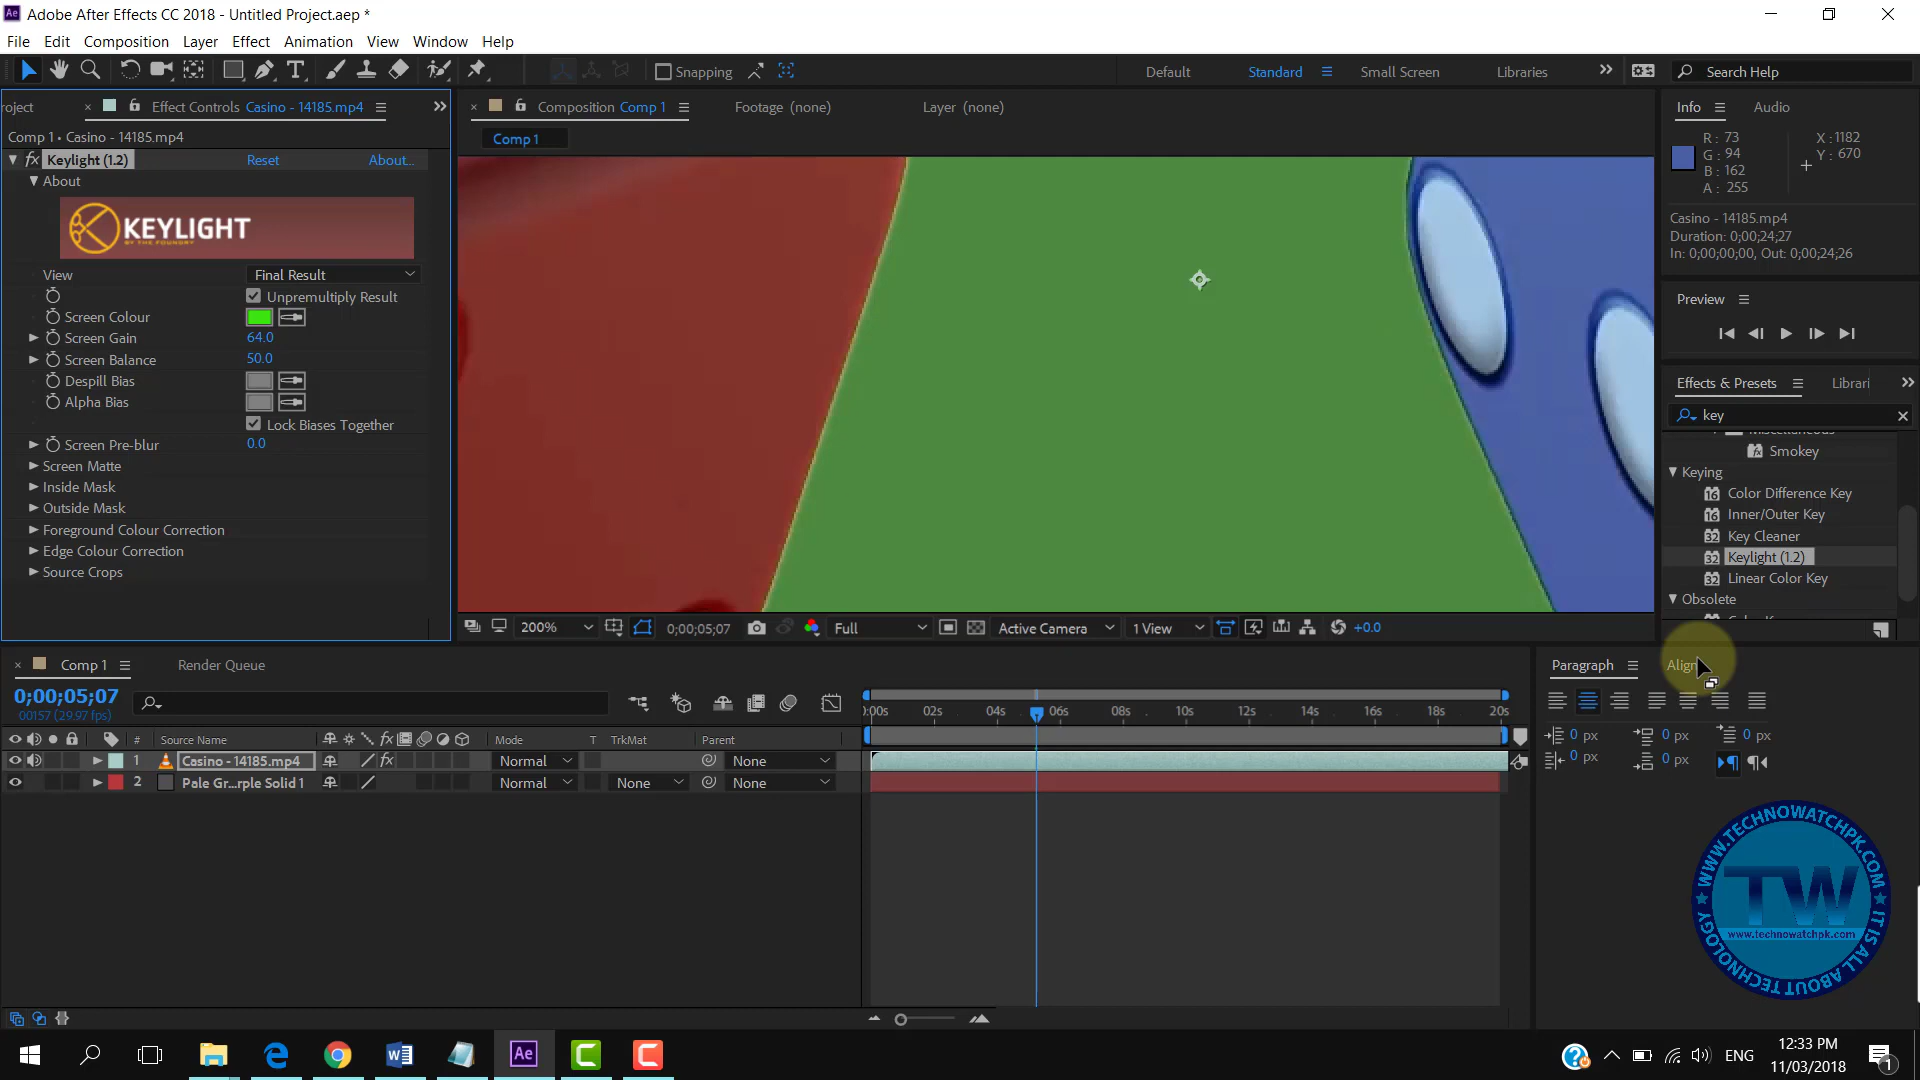 Adobe After Effects CC 2018 - Untitled Project.aep *
File Edit Composition Layer Effect Animation View Window Help
Snapping Default Standard Small Screen Libraries Search Help
roject Effect Controls Casino - 14185.mp4
Comp 1 • Casino - 14185.mp4
Keylight (1.2) Reset About...
About
KEYLIGHT
BY THE FOUNDRY
View Final Result
Unpremultiply Result
Screen Colour
Screen Gain 64.0
Screen Balance 50.0
Despill Bias
Alpha Bias
Lock Biases Together
Screen Pre-blur 0.0
Screen Matte
Inside Mask
Outside Mask
Foreground Colour Correction
Edge Colour Correction
Source Crops
Composition Comp 1 Footage (none) Layer (none)
Comp 1
200% 0;00;05;07 Full Active Camera 1 View +0.0
Info Audio
R: 73 X: 1182
G: 94 Y: 670
B: 162
A: 255
Casino - 14185.mp4
Duration: 0;00;24;27
In: 0;00;00;00, Out: 0;00;24;26
Preview
Effects & Presets Librari
key
Miscellaneous
Smokey
Keying
Color Difference Key
Inner/Outer Key
Key Cleaner
Keylight (1.2)
Linear Color Key
Obsolete
Comp 1 Render Queue
0;00;05;07
00157 (29.97 fps)
:00s 02s 04s 06s 08s 10s 12s 14s 16s 18s 20s
# Source Name Mode T TrkMat Parent
1 Casino - 14185.mp4 Normal None
2 Pale Gr...rple Solid 1 Normal None None
Paragraph Align
0 px 0 px 0 px
0 px 0 px
WWW.TECHNOWATCHPK.COM
TW
www.technowatchpk.com
IT IS ALL ABOUT TECHNOLOGY
ENG 12:33 PM
11/03/2018
1